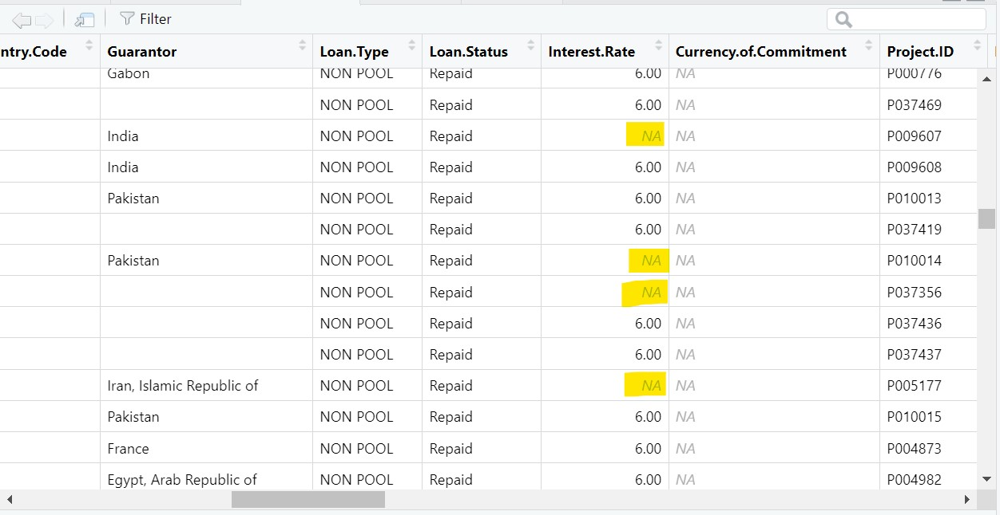 Filter
ntry.Code Guarantor Loan.Type Loan.Status Interest.Rate Currency.of.Commitment Project.ID
Gabon NON POOL Repaid 6.00 NA P000776
NON POOL Repaid 6.00 NA P037469
India NON POOL Repaid NA NA P009607
India NON POOL Repaid 6.00 NA P009608
Pakistan NON POOL Repaid 6.00 NA P010013
NON POOL Repaid 6.00 NA P037419
Pakistan NON POOL Repaid NA NA P010014
NON POOL Repaid NA NA P037356
NON POOL Repaid 6.00 NA P037436
NON POOL Repaid 6.00 NA P037437
Iran, Islamic Republic of NON POOL Repaid NA NA P005177
Pakistan NON POOL Repaid 6.00 NA P010015
France NON POOL Repaid 6.00 NA P004873
Egypt, Arab Republic of NON POOL Repaid 6.00 NA P004982